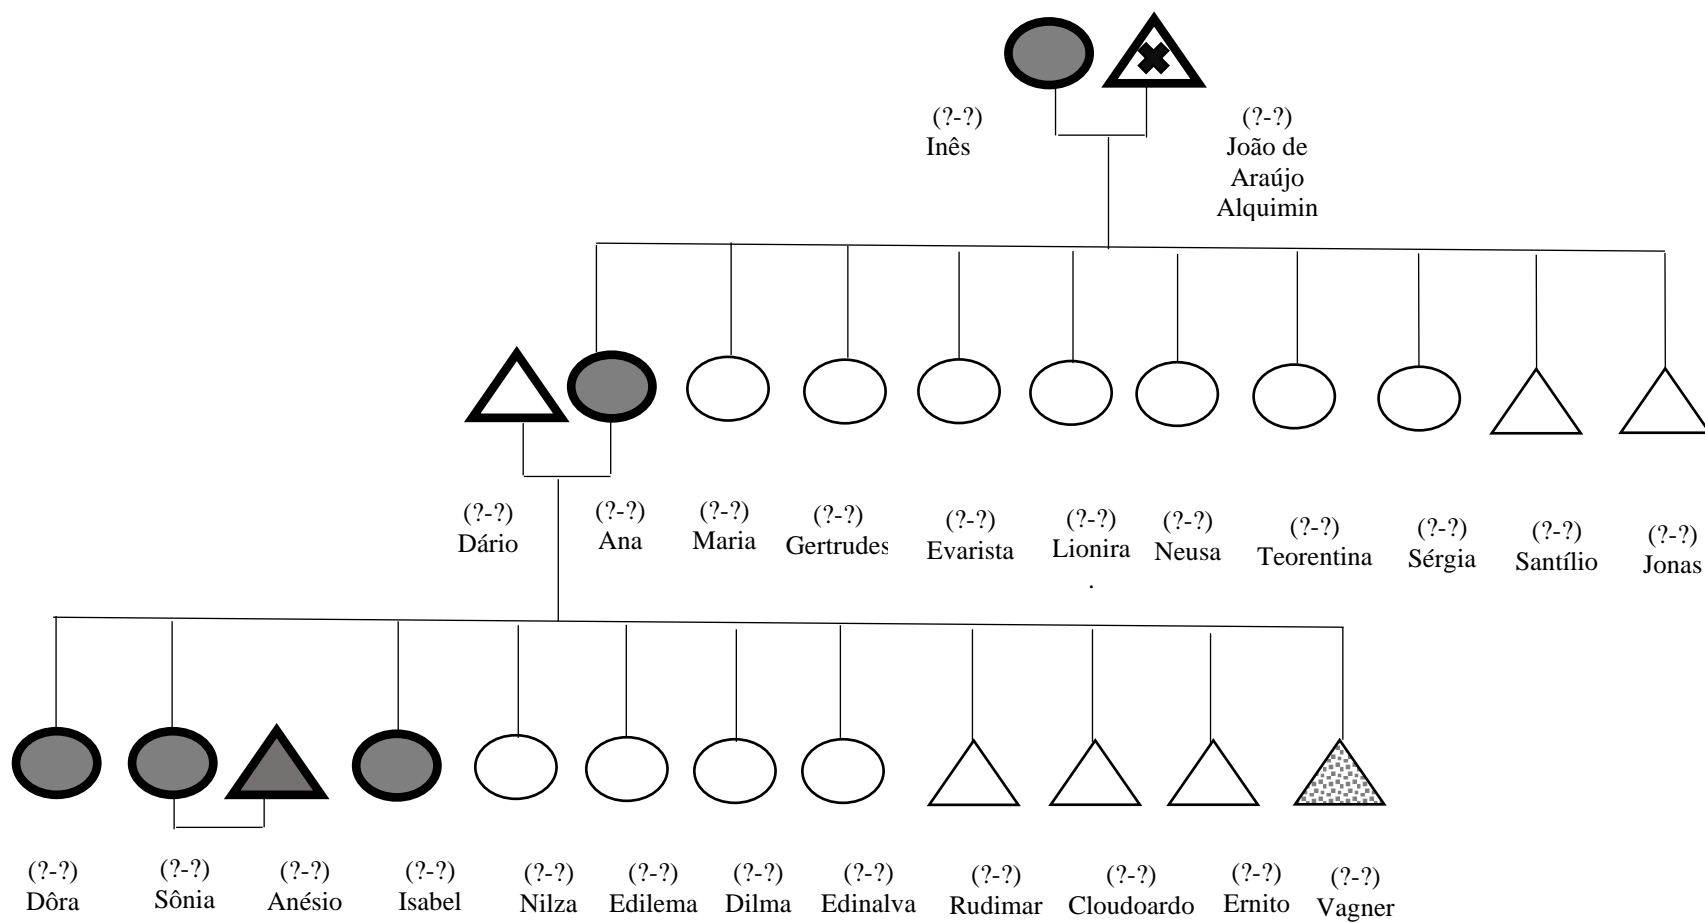 (?-?)
Inês
(?-?)
João de
Araújo
Alquimin
(?-?)
Dário
(?-?)
Ana
(?-?)
Maria
(?-?)
Gertrudes
(?-?)
Evarista
(?-?)
Lionira
.
(?-?)
Neusa
(?-?)
Teorentina
(?-?)
Sérgia
(?-?)
Santílio
(?-?)
Jonas
(?-?)
Dôra
(?-?)
Sônia
(?-?)
Anésio
(?-?)
Isabel
(?-?)
Nilza
(?-?)
Edilema
(?-?)
Dilma
(?-?)
Edinalva
(?-?)
Rudimar
(?-?)
Cloudoardo
(?-?)
Ernito
(?-?)
Vagner